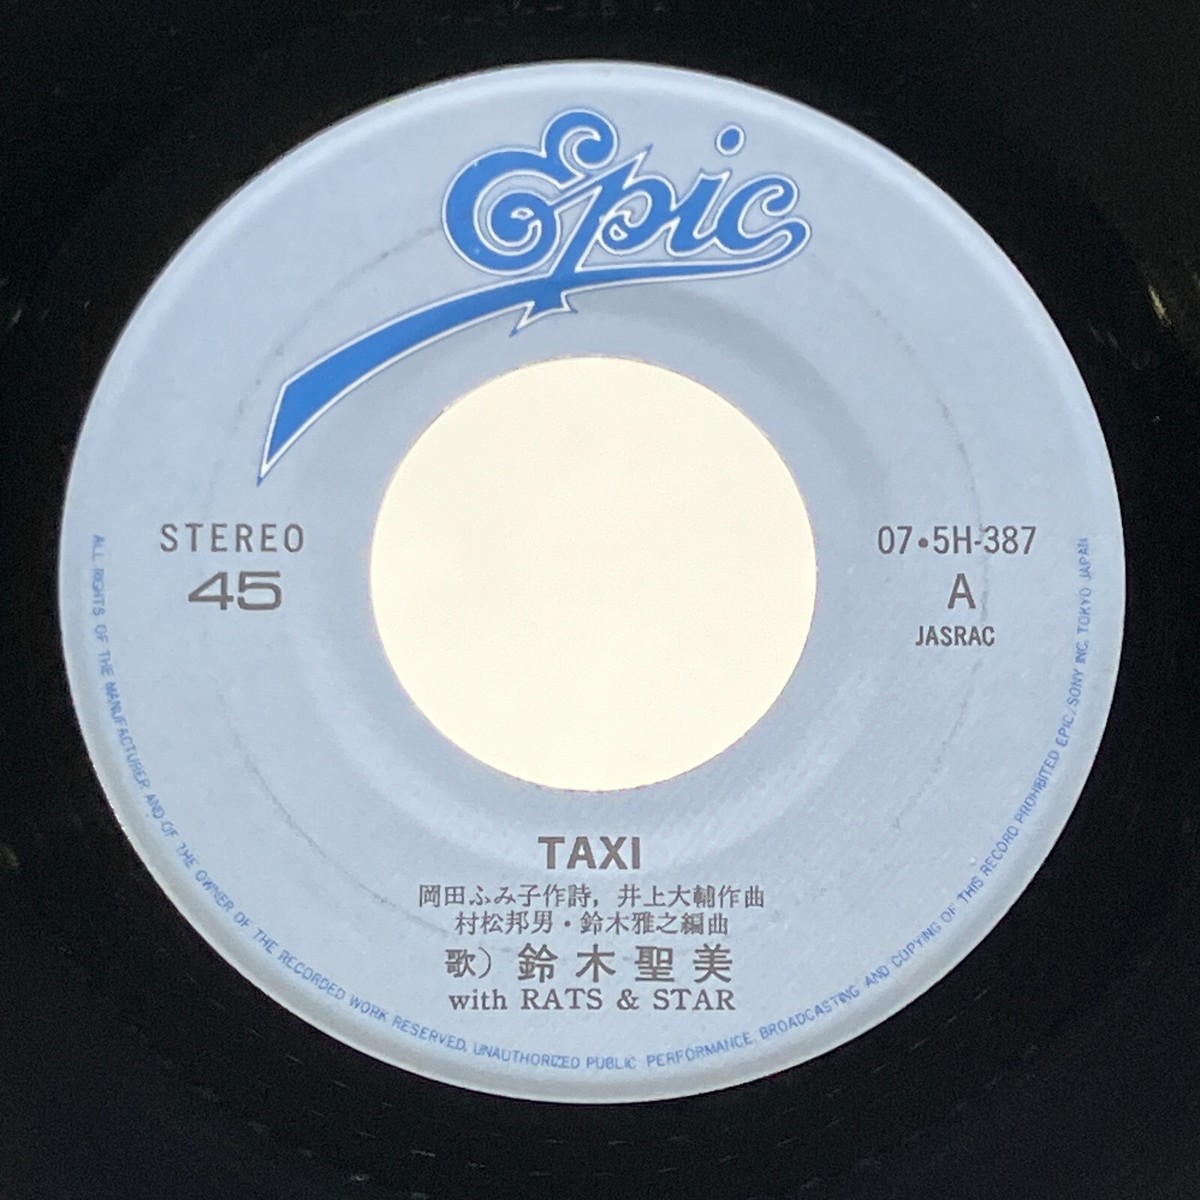 Epic
STEREO
45
07・5H-387
A
JASRAC
TAXI
岡田ふみ子作詩, 井上大輔作曲
村松邦男・鈴木雅之編曲
歌）鈴木聖美
with RATS & STAR
ALL RIGHTS OF THE MANUFACTURER AND OF THE OWNER OF THE RECORDED WORK RESERVED. UNAUTHORIZED PUBLIC PERFORMANCE, BROADCASTING AND COPYING OF THIS RECORD PROHIBITED EPIC/SONY INC. TOKYO JAPAN